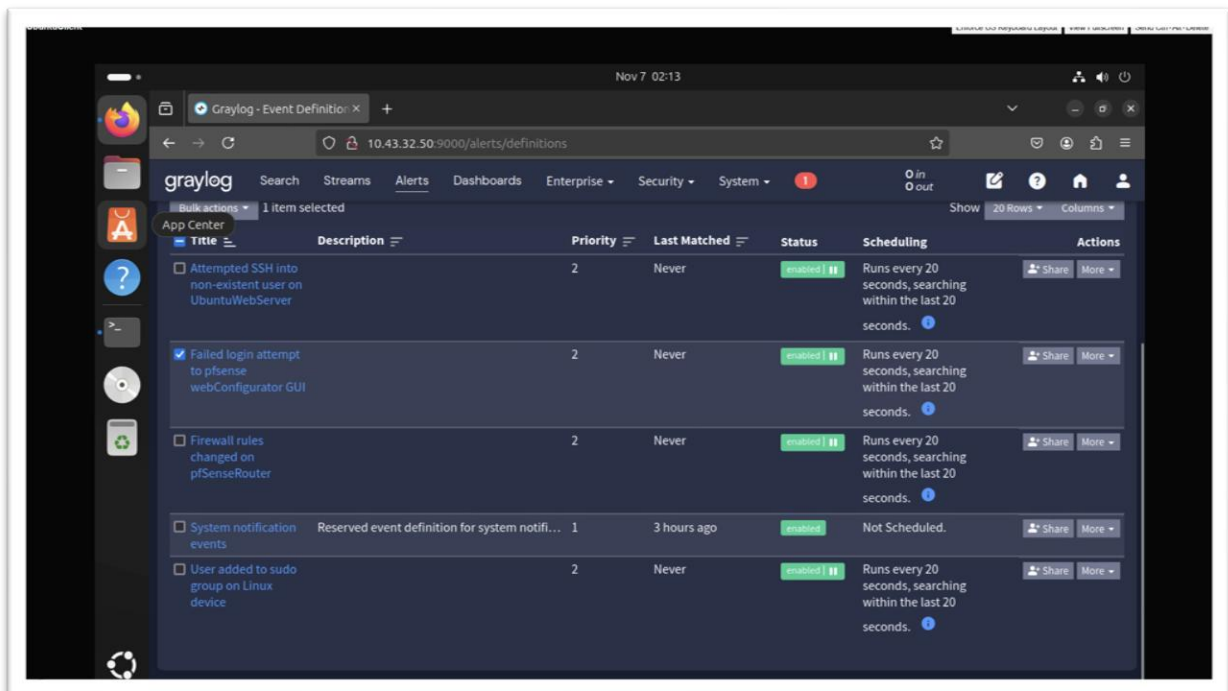 UbuntuClient
Enforce US Keyboard Layout View Fullscreen Send Ctrl+Alt+Delete
Nov 7 02:13
Graylog - Event Definition
10.43.32.50:9000/alerts/definitions
graylog Search Streams Alerts Dashboards Enterprise Security System 1 0 in
0 out
Bulk actions 1 item selected Show 20 Rows Columns
App Center
Title Description Priority Last Matched Status Scheduling Actions
Attempted SSH into 2 Never enabled Runs every 20 Share More
non-existent user on seconds, searching
UbuntuWebServer within the last 20
seconds.
Failed login attempt 2 Never enabled Runs every 20 Share More
to pfsense seconds, searching
webConfigurator GUI within the last 20
seconds.
Firewall rules 2 Never enabled Runs every 20 Share More
changed on seconds, searching
pfSenseRouter within the last 20
seconds.
System notification Reserved event definition for system notifi... 1 3 hours ago enabled Not Scheduled. Share More
events
User added to sudo 2 Never enabled Runs every 20 Share More
group on Linux seconds, searching
device within the last 20
seconds.